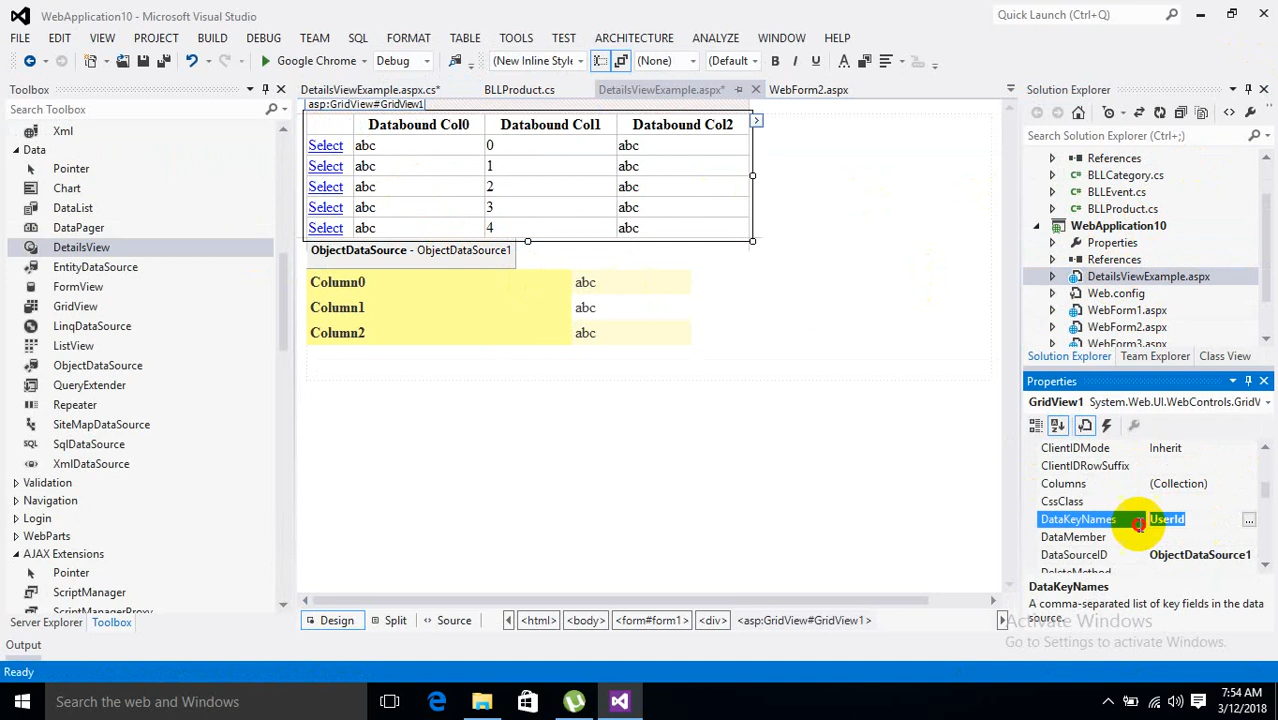 WebApplication10 - Microsoft Visual Studio
Quick Launch (Ctrl+Q)
FILE EDIT VIEW PROJECT BUILD DEBUG TEAM SQL FORMAT TABLE TOOLS TEST ARCHITECTURE ANALYZE WINDOW HELP
Google Chrome Debug (New Inline Style (None) (Default B I U A
Toolbox
Search Toolbox
Xml
Data
Pointer
Chart
DataList
DataPager
DetailsView
EntityDataSource
FormView
GridView
LinqDataSource
ListView
ObjectDataSource
QueryExtender
Repeater
SiteMapDataSource
SqlDataSource
XmlDataSource
Validation
Navigation
Login
WebParts
AJAX Extensions
Pointer
ScriptManager
ScriptManagerProxy
Server Explorer Toolbox
Output
Ready
DetailsViewExample.aspx.cs* BLLProduct.cs DetailsViewExample.aspx* WebForm2.aspx
asp:GridView#GridView1
Databound Col0 Databound Col1 Databound Col2
Select abc 0 abc
Select abc 1 abc
Select abc 2 abc
Select abc 3 abc
Select abc 4 abc
ObjectDataSource - ObjectDataSource1
Column0 abc
Column1 abc
Column2 abc
Design Split Source <html> <body> <form#form1> <div> <asp:GridView#GridView1>
Solution Explorer
Search Solution Explorer (Ctrl+;)
References
BLLCategory.cs
BLLEvent.cs
BLLProduct.cs
WebApplication10
Properties
References
DetailsViewExample.aspx
Web.config
WebForm1.aspx
WebForm2.aspx
WebForm3.aspx
Solution Explorer Team Explorer Class View
Properties
GridView1 System.Web.UI.WebControls.GridV
ClientIDMode Inherit
ClientIDRowSuffix
Columns (Collection)
CssClass
DataKeyNames UserId
DataMember
DataSourceID ObjectDataSource1
DeleteMethod
DataKeyNames
A comma-separated list of key fields in the data
source.
Activate Windows
Go to Settings to activate Windows.
Search the web and Windows
7:54 AM
3/12/2018